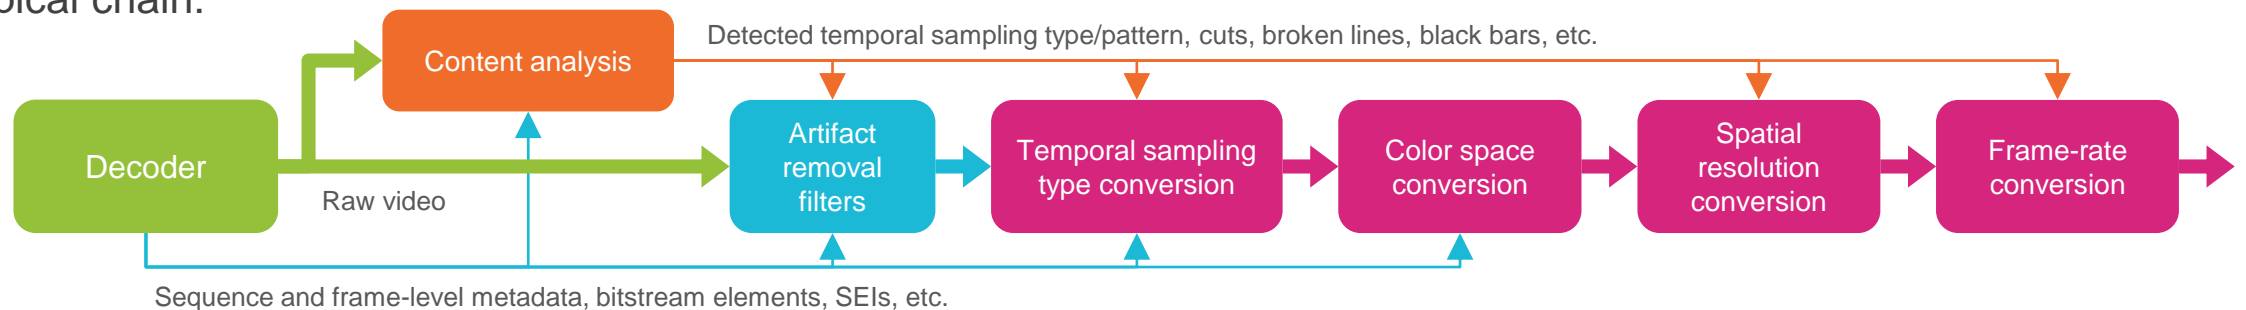 pical chain:
Content analysis
Detected temporal sampling type/pattern, cuts, broken lines, black bars, etc.
Decoder
Raw video
Artifact
removal
filters
Temporal sampling
type conversion
Color space
conversion
Spatial
resolution
conversion
Frame-rate
conversion
Sequence and frame-level metadata, bitstream elements, SEIs, etc.